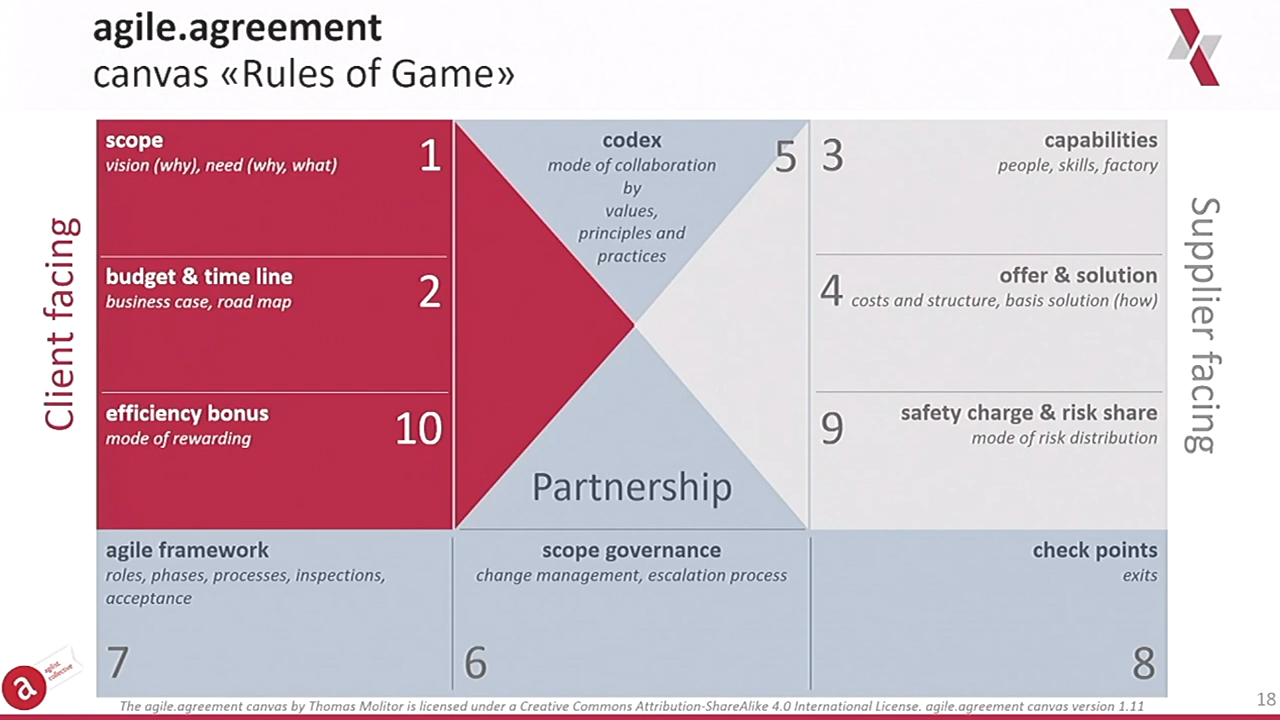 agile.agreement
canvas «Rules of Game»
Client facing
scope
vision (why), need (why, what)
1
budget & time line
business case, road map
2
efficiency bonus
mode of rewarding
10
codex
mode of collaboration
by
values,
principles and
practices
5
Partnership
3
capabilities
people, skills, factory
4
offer & solution
costs and structure, basis solution (how)
9
safety charge & risk share
mode of risk distribution
Supplier facing
agile framework
roles, phases, processes, inspections,
acceptance
7
scope governance
change management, escalation process
6
check points
exits
8
a
agilist
collective
The agile.agreement canvas by Thomas Molitor is licensed under a Creative Commons Attribution-ShareAlike 4.0 International License. agile.agreement canvas version 1.11
18